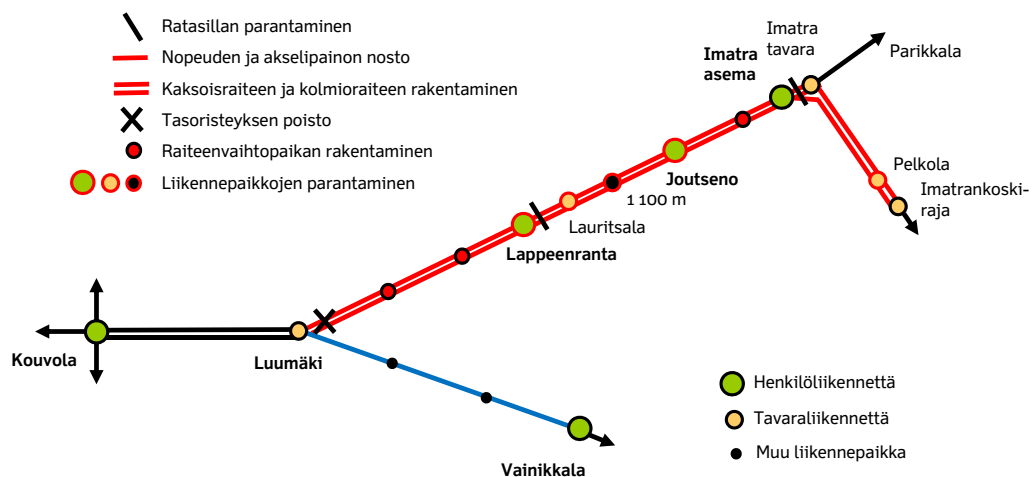 Ratasillan parantaminen
Nopeuden ja akselipainon nosto
Kaksoisraiteen ja kolmioraiteen rakentaminen
Tasoristeyksen poisto
Raiteenvaihtopaikan rakentaminen
Liikennepaikkojen parantaminen
Imatra
tavara
Parikkala
Imatra
asema
Pelkola
Imatrankoski-
raja
Joutseno
1 100 m
Lauritsala
Lappeenranta
Kouvola
Luumäki
Vainikkala
Henkilöliikennettä
Tavaraliikennettä
Muu liikennepaikka